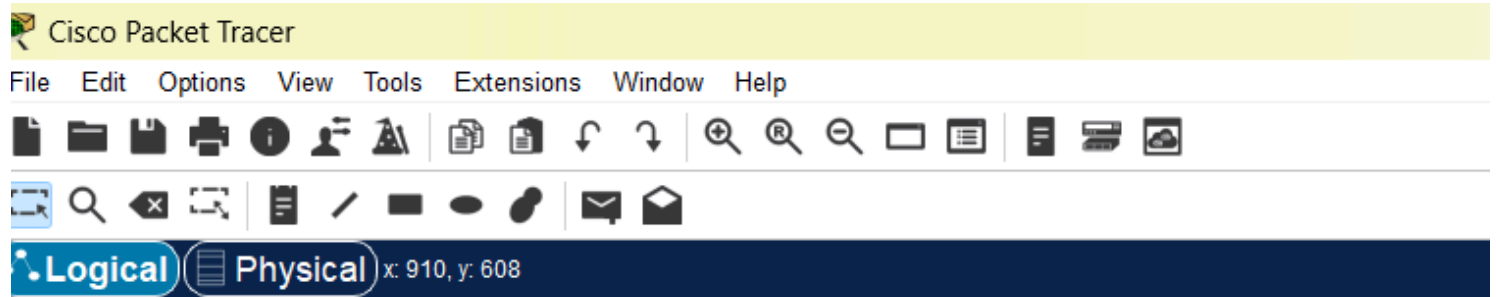 Cisco Packet Tracer
File Edit Options View Tools Extensions Window Help
R
Logical Physical x: 910, y: 608